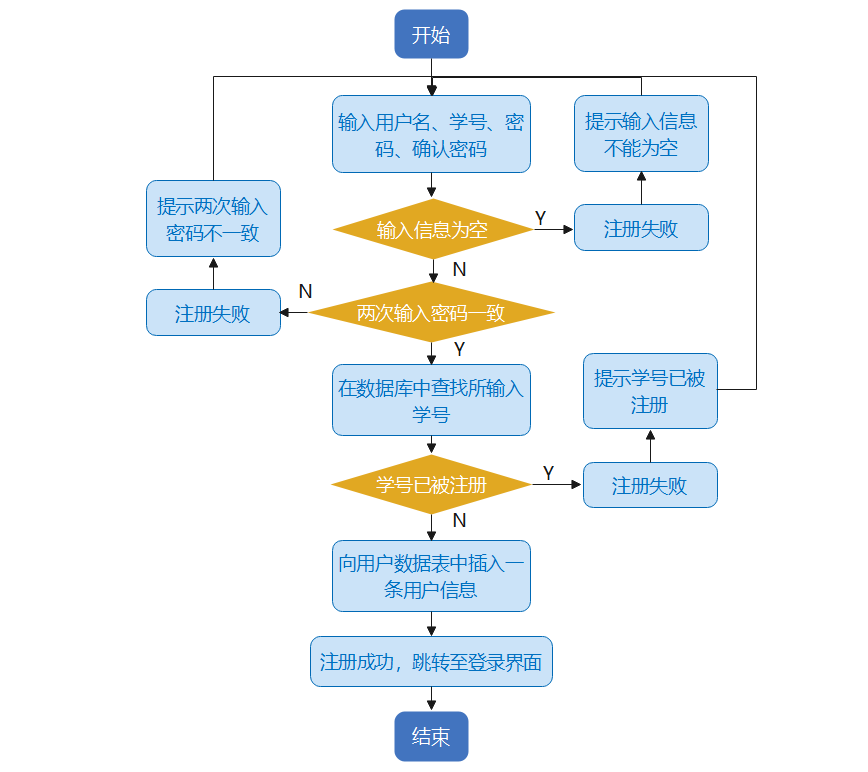 开始
输入用户名、学号、密
码、确认密码
提示输入信息
不能为空
提示两次输入
密码不一致
输入信息为空
Y
注册失败
N
两次输入密码一致
N
注册失败
Y
在数据库中查找所输入
学号
提示学号已被
注册
学号已被注册
Y
注册失败
N
向用户数据表中插入一
条用户信息
注册成功，跳转至登录界面
结束